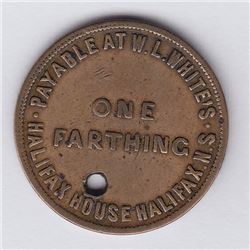 PAYABLE AT W.L.WHITE'S
ONE
FARTHING
HALIFAX HOUSE HALIFAX N.S.